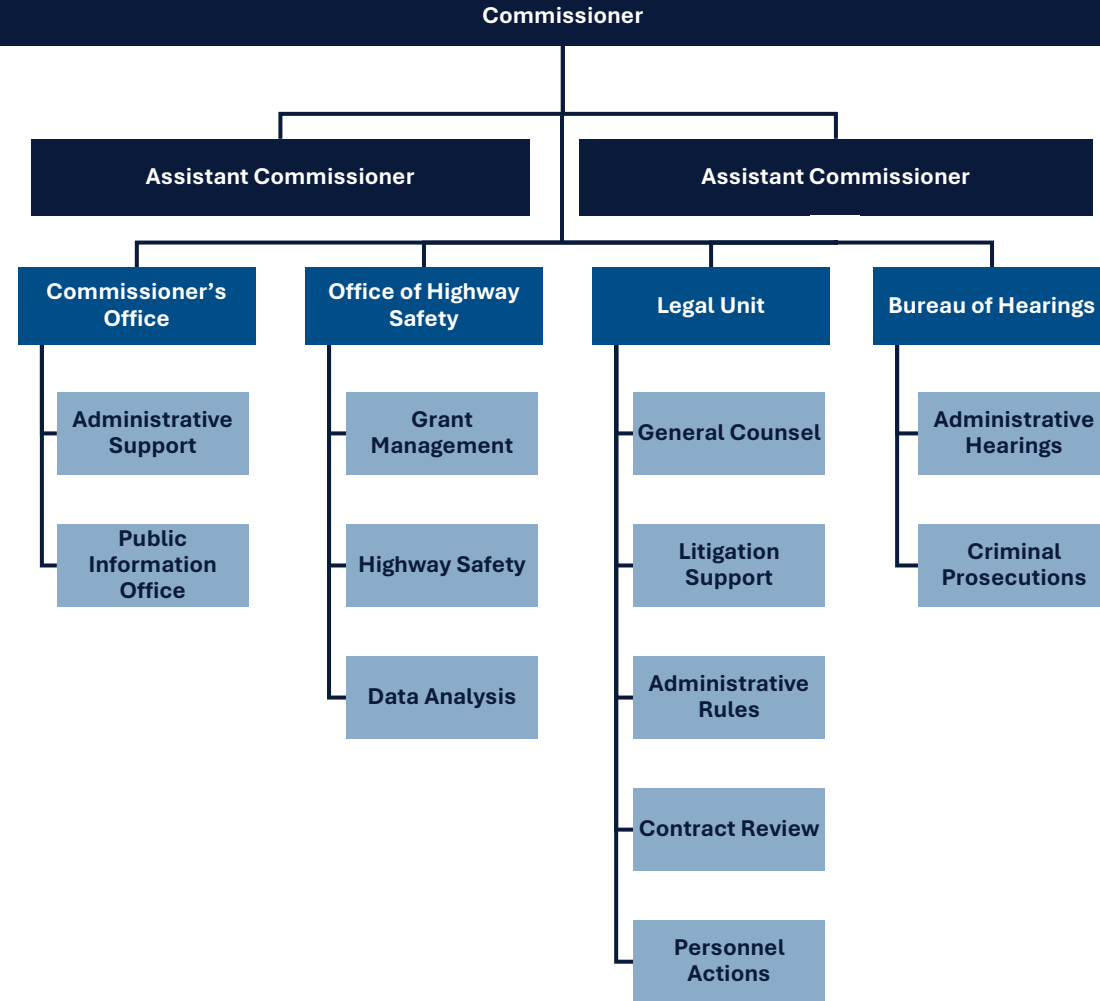 Commissioner
Assistant Commissioner
Assistant Commissioner
Commissioner’s
Office
Office of Highway
Safety
Legal Unit
Bureau of Hearings
Administrative
Support
Public
Information
Office
Grant
Management
Highway Safety
Data Analysis
General Counsel
Litigation
Support
Administrative
Rules
Contract Review
Personnel
Actions
Administrative
Hearings
Criminal
Prosecutions